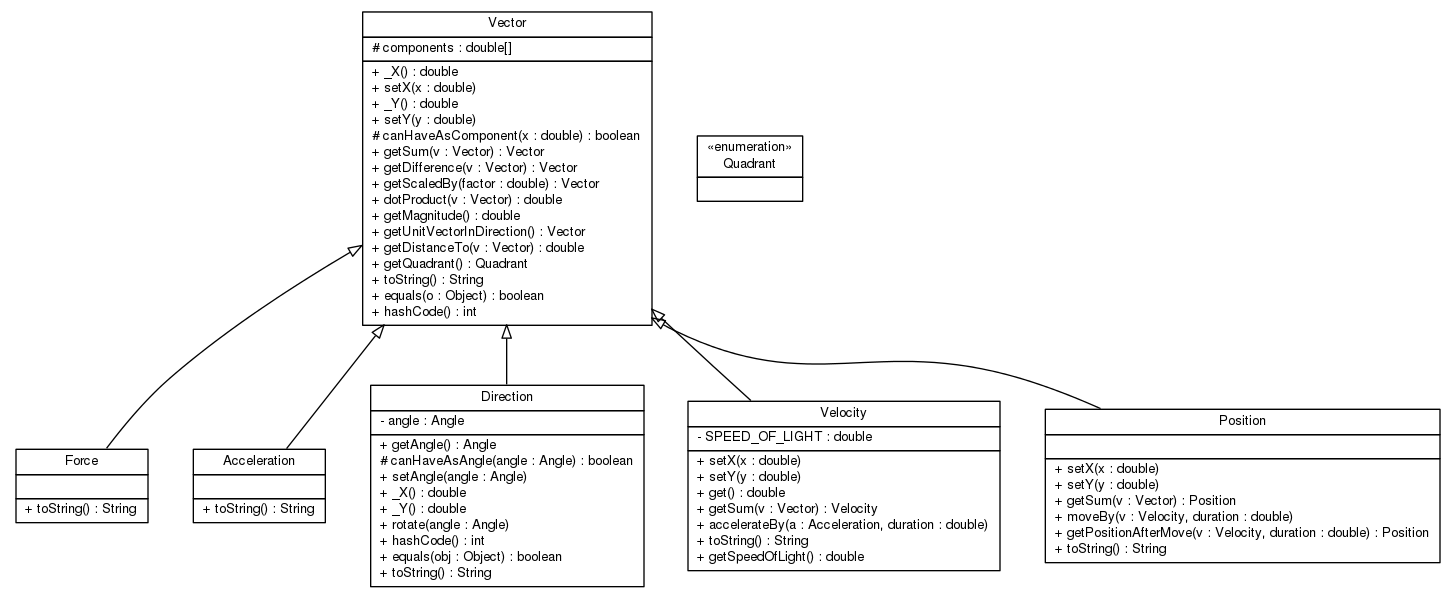 Vector
# components : double[]
+ _X() : double
+ setX(x : double)
+ _Y() : double
+ setY(y : double)
# canHaveAsComponent(x : double) : boolean
+ getSum(v : Vector) : Vector
+ getDifference(v : Vector) : Vector
+ getScaledBy(factor : double) : Vector
+ dotProduct(v : Vector) : double
+ getMagnitude() : double
+ getUnitVectorInDirection() : Vector
+ getDistanceTo(v : Vector) : double
+ getQuadrant() : Quadrant
+ toString() : String
+ equals(o : Object) : boolean
+ hashCode() : int
«enumeration»
Quadrant
Force
+ toString() : String
Acceleration
+ toString() : String
Direction
- angle : Angle
+ getAngle() : Angle
# canHaveAsAngle(angle : Angle) : boolean
+ setAngle(angle : Angle)
+ _X() : double
+ _Y() : double
+ rotate(angle : Angle)
+ hashCode() : int
+ equals(obj : Object) : boolean
+ toString() : String
Velocity
- SPEED_OF_LIGHT : double
+ setX(x : double)
+ setY(y : double)
+ get() : double
+ getSum(v : Vector) : Velocity
+ accelerateBy(a : Acceleration, duration : double)
+ toString() : String
+ getSpeedOfLight() : double
Position
+ setX(x : double)
+ setY(y : double)
+ getSum(v : Vector) : Position
+ moveBy(v : Velocity, duration : double)
+ getPositionAfterMove(v : Velocity, duration : double) : Position
+ toString() : String